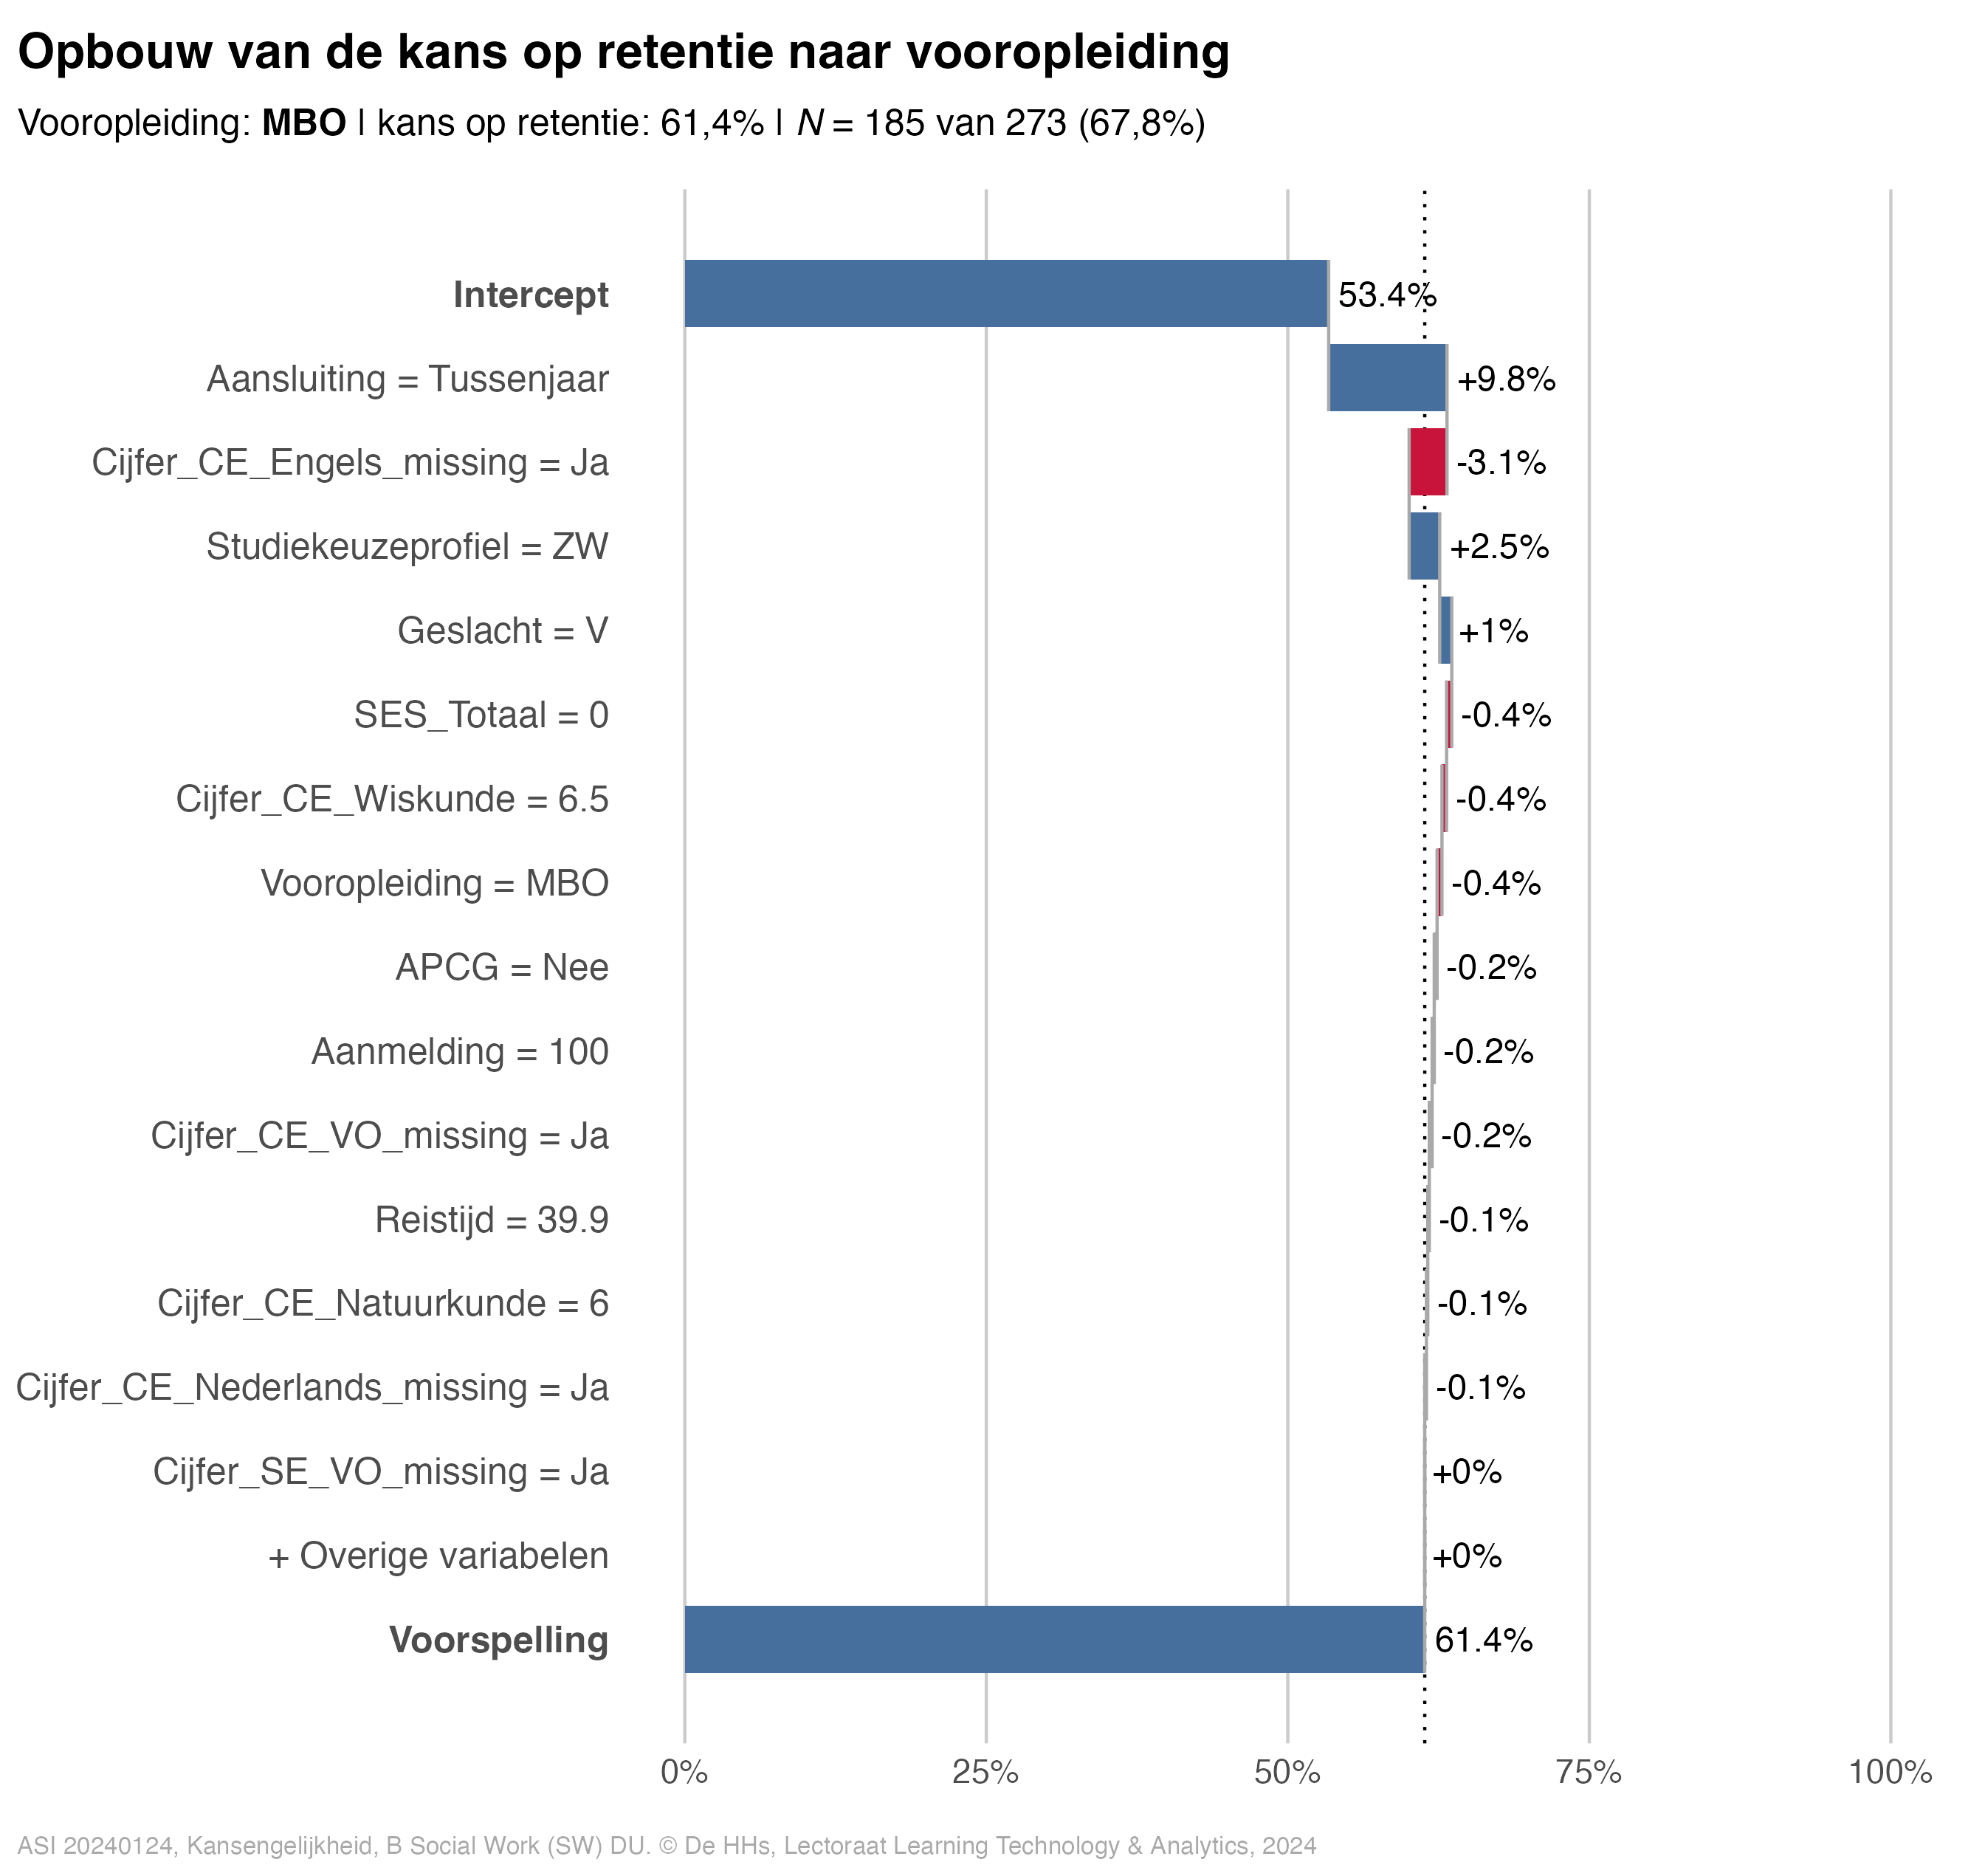 Opbouw van de kans op retentie naar vooropleiding
Vooropleiding: MBO | kans op retentie: 61,4% | N = 185 van 273 (67,8%)
Intercept 53.4%
Aansluiting = Tussenjaar +9.8%
Cijfer_CE_Engels_missing = Ja -3.1%
Studiekeuzeprofiel = ZW +2.5%
Geslacht = V +1%
SES_Totaal = 0 -0.4%
Cijfer_CE_Wiskunde = 6.5 -0.4%
Vooropleiding = MBO -0.4%
APCG = Nee -0.2%
Aanmelding = 100 -0.2%
Cijfer_CE_VO_missing = Ja -0.2%
Reistijd = 39.9 -0.1%
Cijfer_CE_Natuurkunde = 6 -0.1%
Cijfer_CE_Nederlands_missing = Ja -0.1%
Cijfer_SE_VO_missing = Ja +0%
+ Overige variabelen +0%
Voorspelling 61.4%
0% 25% 50% 75% 100%
ASI 20240124, Kansengelijkheid, B Social Work (SW) DU. © De HHs, Lectoraat Learning Technology & Analytics, 2024